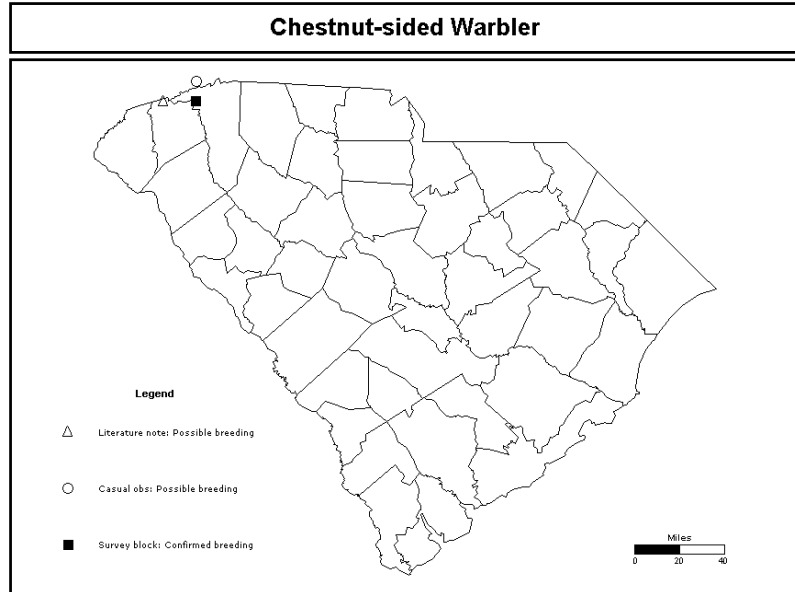 Chestnut-sided Warbler
Legend
Literature note: Possible breeding
Casual obs: Possible breeding
Survey block: Confirmed breeding
Miles
0 20 40